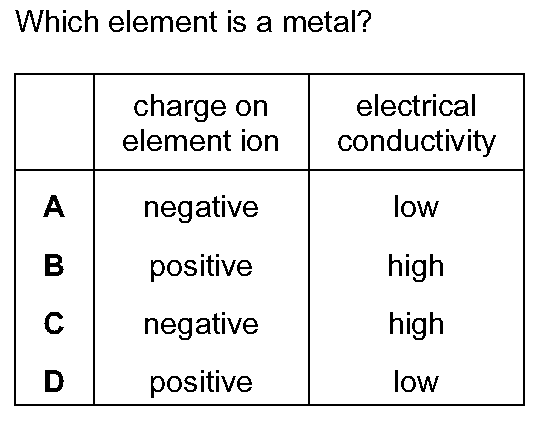 Which element is a metal?
charge on element ion electrical conductivity
A negative low
B positive high
C negative high
D positive low